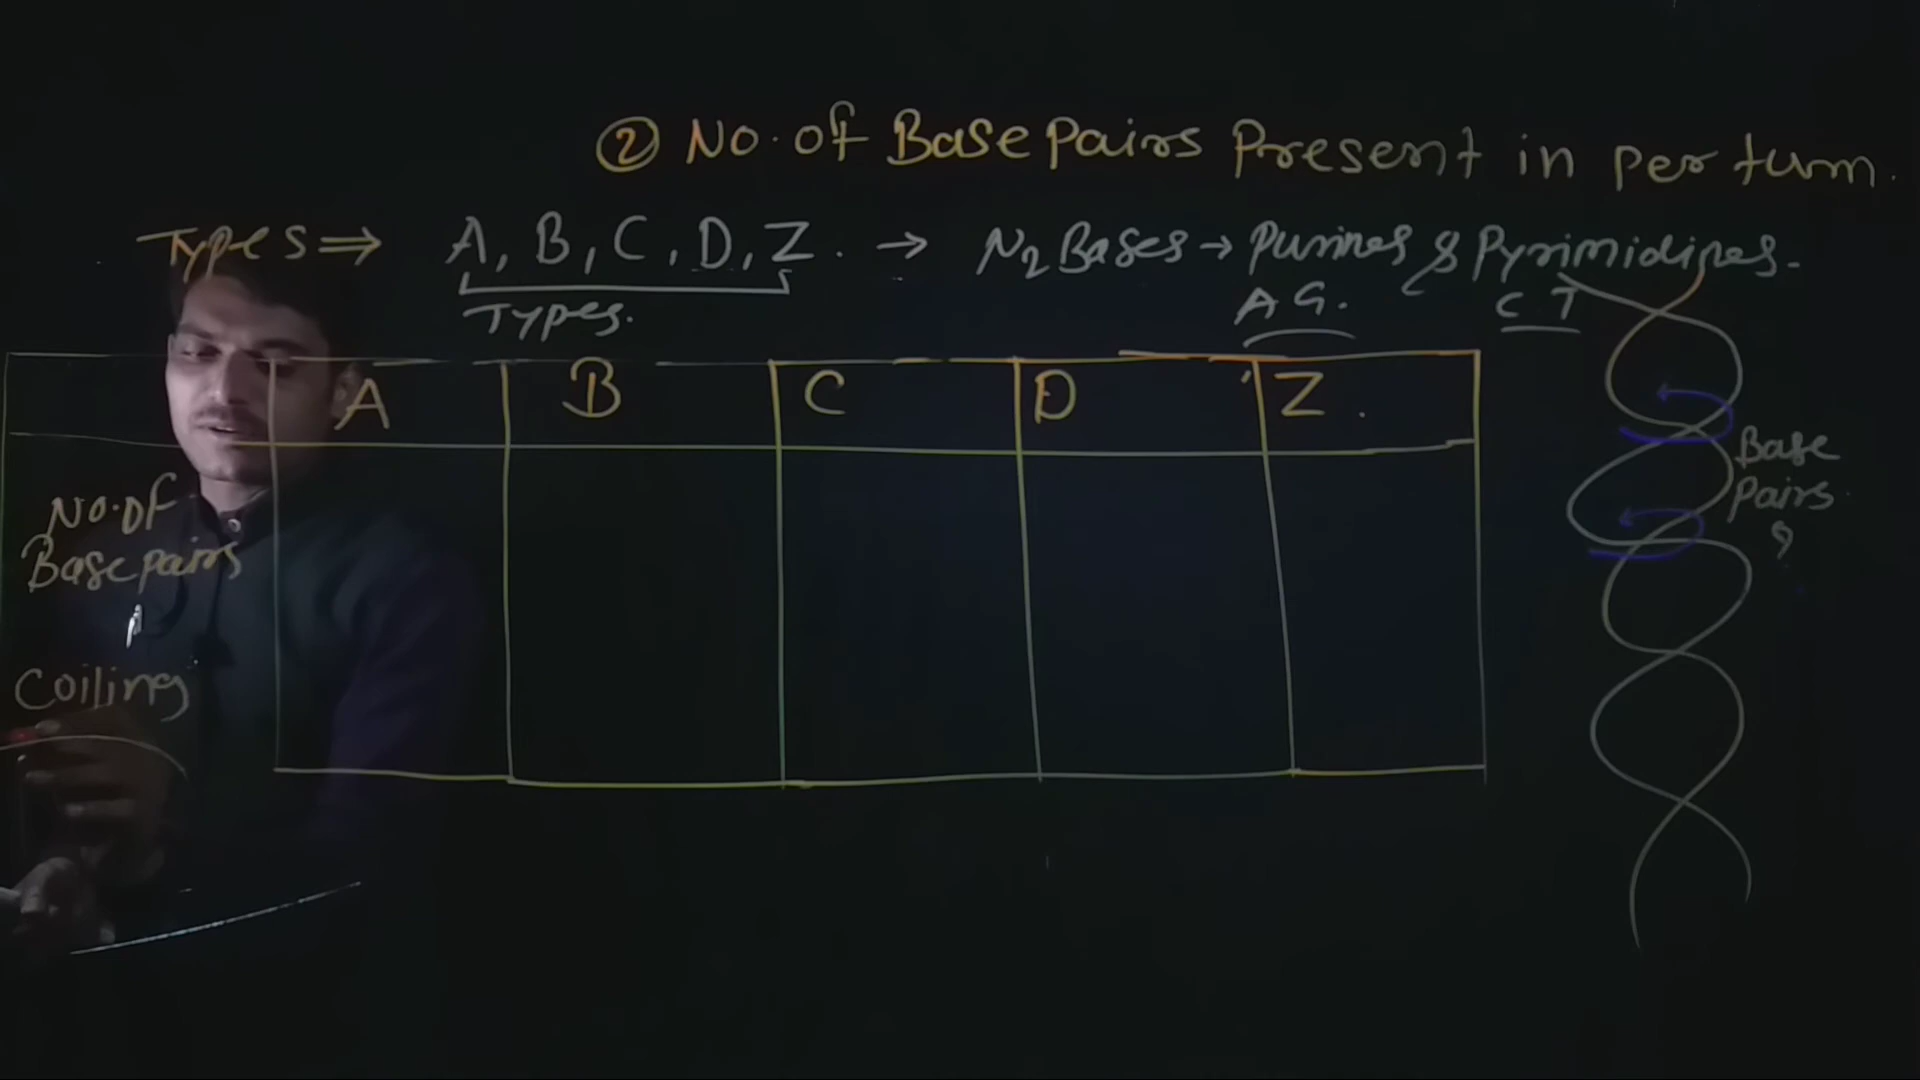 ② No. of Base Pairs Present in per turn.
Types ⇒ A, B, C, D, Z. → N2 Bases → Purines & Pyrimidines.
Types.
A G.
C T
A B C D Z.
No. of
Base pairs
Coiling
Base
Pairs
?